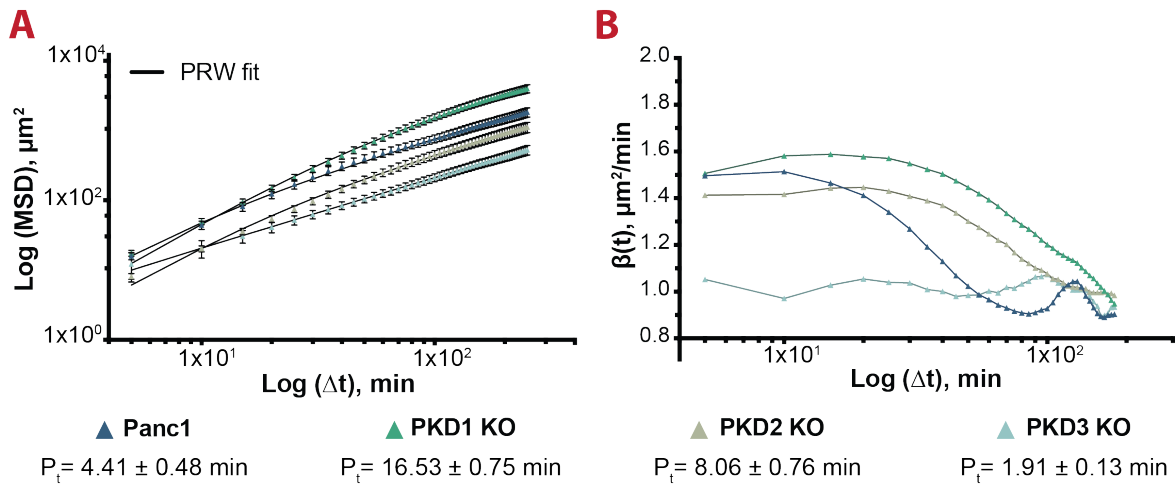 A
B
1x10⁴
1x10²
1x10⁰
Log (MSD), µm²
PRW fit
1x10¹
1x10²
Log (Δt), min
2.0
1.8
1.6
1.4
1.2
1.0
0.8
β(t), µm²/min
1x10¹
1x10²
Log (Δt), min
Panc1
PKD1 KO
PKD2 KO
PKD3 KO
Pₜ= 4.41 ± 0.48 min
Pₜ= 16.53 ± 0.75 min
Pₜ= 8.06 ± 0.76 min
Pₜ= 1.91 ± 0.13 min